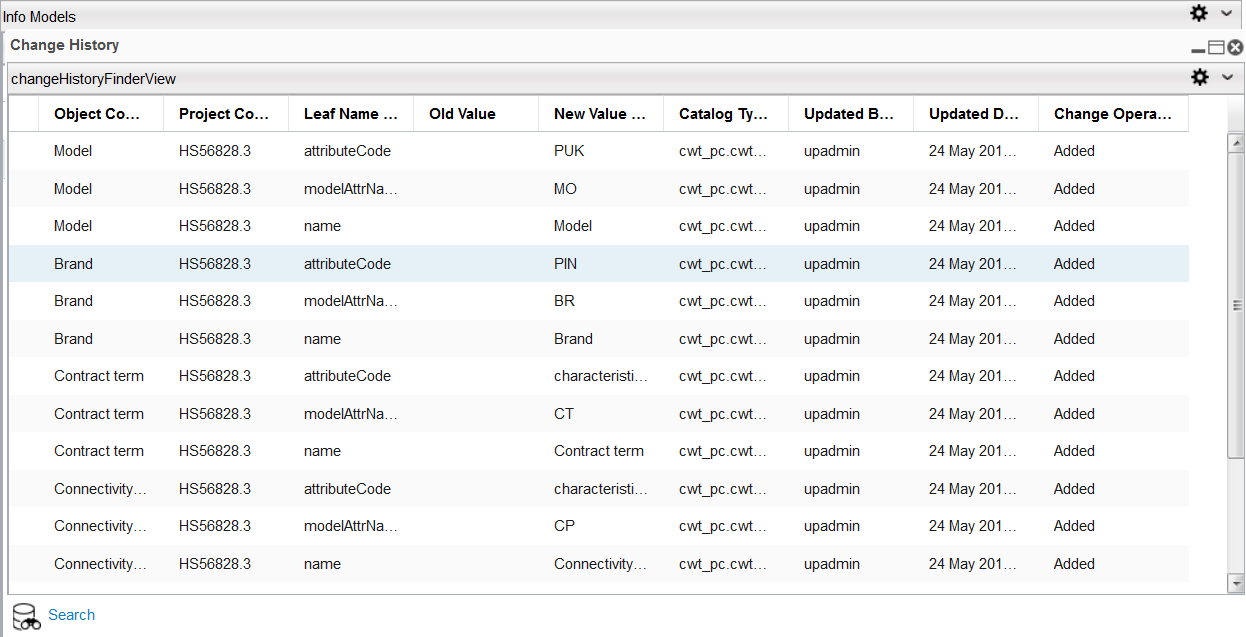 Info Models
Change History
changeHistoryFinderView
Object Co... Project Co... Leaf Name ... Old Value New Value ... Catalog Ty... Updated B... Updated D... Change Opera...
Model HS56828.3 attributeCode PUK cwt_pc.cwt... upadmin 24 May 201... Added
Model HS56828.3 modelAttrNa... MO cwt_pc.cwt... upadmin 24 May 201... Added
Model HS56828.3 name Model cwt_pc.cwt... upadmin 24 May 201... Added
Brand HS56828.3 attributeCode PIN cwt_pc.cwt... upadmin 24 May 201... Added
Brand HS56828.3 modelAttrNa... BR cwt_pc.cwt... upadmin 24 May 201... Added
Brand HS56828.3 name Brand cwt_pc.cwt... upadmin 24 May 201... Added
Contract term HS56828.3 attributeCode characteristi... cwt_pc.cwt... upadmin 24 May 201... Added
Contract term HS56828.3 modelAttrNa... CT cwt_pc.cwt... upadmin 24 May 201... Added
Contract term HS56828.3 name Contract term cwt_pc.cwt... upadmin 24 May 201... Added
Connectivity... HS56828.3 attributeCode characteristi... cwt_pc.cwt... upadmin 24 May 201... Added
Connectivity... HS56828.3 modelAttrNa... CP cwt_pc.cwt... upadmin 24 May 201... Added
Connectivity... HS56828.3 name Connectivity... cwt_pc.cwt... upadmin 24 May 201... Added
Search